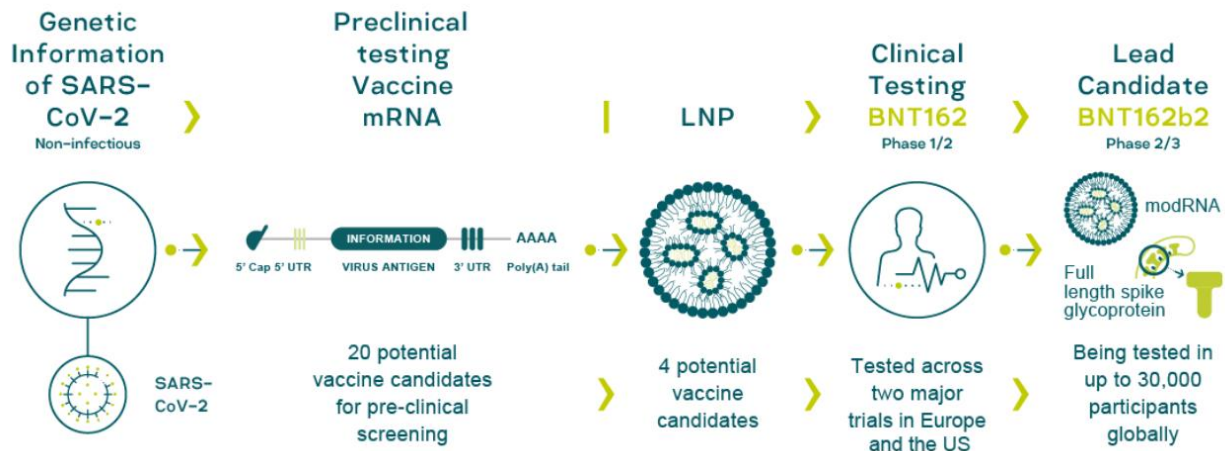 Genetic
Information
of SARS-
CoV-2
Non-infectious
Preclinical
testing
Vaccine
mRNA
LNP
Clinical
Testing
BNT162
Phase 1/2
Lead
Candidate
BNT162b2
Phase 2/3
INFORMATION
AAAA
5' Cap 5' UTR
VIRUS ANTIGEN
3' UTR
Poly(A) tail
modRNA
Full
length spike
glycoprotein
SARS-
CoV-2
20 potential
vaccine candidates
for pre-clinical
screening
4 potential
vaccine
candidates
Tested across
two major
trials in Europe
and the US
Being tested in
up to 30,000
participants
globally